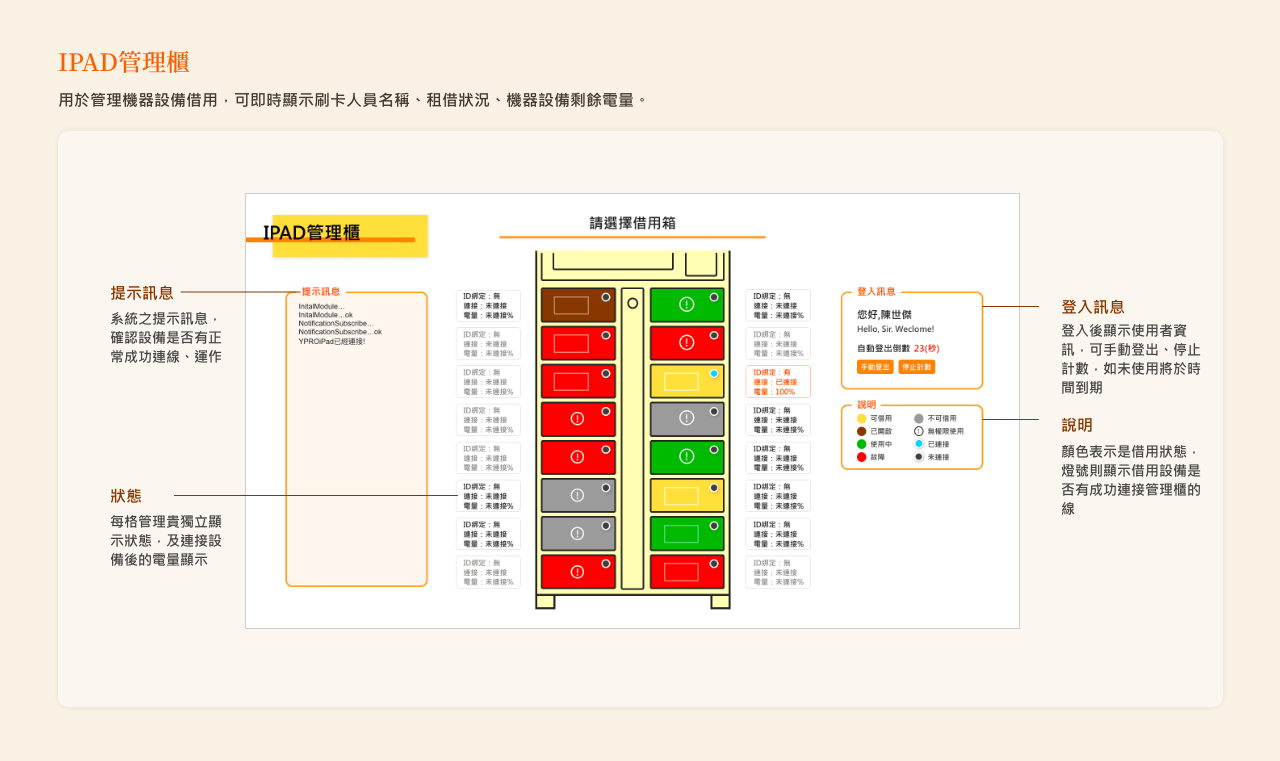 IPAD管理櫃
用於管理機器設備借用，可即時顯示刷卡人員名稱、租借狀況、機器設備剩餘電量。
IPAD管理櫃
請選擇借用箱
提示訊息
系統之提示訊息，
確認設備是否有正
常成功連線、運作
狀態
每格管理貴獨立顯
示狀態，及連接設
備後的電量顯示
提示訊息
InitalModule...
InitalModule...ok
NotificationSubscribe...
NotificationSubscribe...ok
YPROiPad已經連接!
ID綁定：無
連接：未連接
電量：未連接%
ID綁定：無
連接：未連接
電量：未連接%
ID綁定：無
連接：未連接
電量：未連接%
ID綁定：無
連接：未連接
電量：未連接%
ID綁定：無
連接：未連接
電量：未連接%
ID綁定：無
連接：未連接
電量：未連接%
ID綁定：無
連接：未連接
電量：未連接%
ID綁定：無
連接：未連接
電量：未連接%
ID綁定：無
連接：未連接
電量：未連接%
ID綁定：無
連接：未連接
電量：未連接%
ID綁定：有
連接：已連接
電量：100%
ID綁定：無
連接：未連接
電量：未連接%
ID綁定：無
連接：未連接
電量：未連接%
ID綁定：無
連接：未連接
電量：未連接%
ID綁定：無
連接：未連接
電量：未連接%
ID綁定：無
連接：未連接
電量：未連接%
登入訊息
您好,陳世傑
Hello, Sir. Weclome!
自動登出倒數 23(秒)
手動登出 停止計數
說明
可借用 不可借用
已開啟 無權限使用
使用中 已連接
故障 未連接
登入訊息
登入後顯示使用者資
訊，可手動登出、停止
計數，如未使用將於時
間到期
說明
顏色表示是借用狀態，
燈號則顯示借用設備是
否有成功連接管理櫃的
線